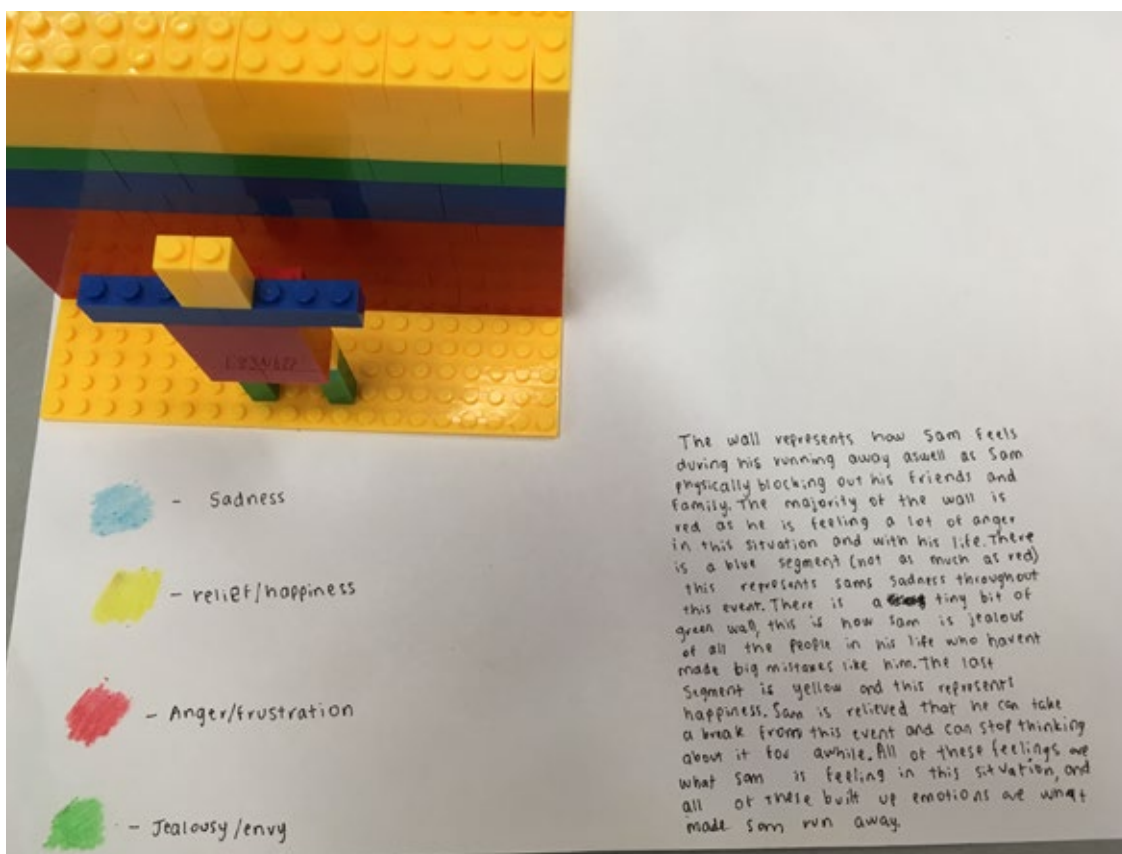 - Sadness
- relief/happiness
- Anger/frustration
- Jealousy/envy
The wall represents how Sam feels
during his running away aswell as Sam
physically blocking out his friends and
family. The majority of the wall is
red as he is feeling a lot of anger
in this situation and with his life. There
is a blue segment (not as much as red)
this represents sams sadness throughout
this event. There is a tiny bit of
green wall, this is how sam is jealous
of all the people in his life who havent
made big mistakes like him. The last
segment is yellow and this represents
happiness. Sam is relieved that he can take
a break from this event and can stop thinking
about it for awhile. All of these feelings are
what sam is feeling in this situation, and
all of these built up emotions are what
made sam run away.